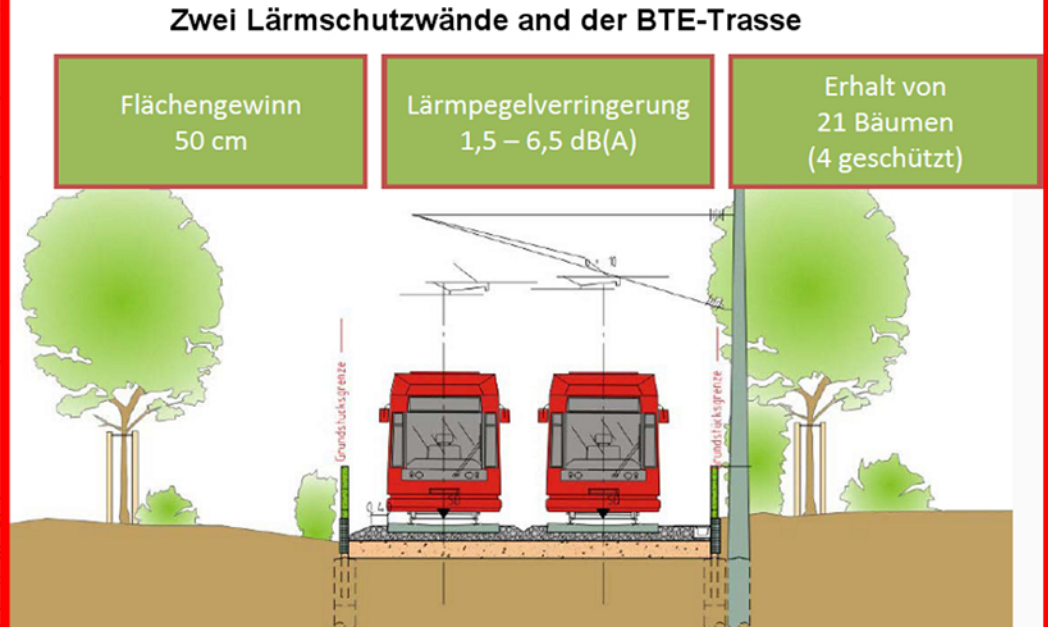 Zwei Lärmschutzwände and der BTE-Trasse
Flächengewinn
50 cm
Lärmpegelverringerung
1,5 – 6,5 dB(A)
Erhalt von
21 Bäumen
(4 geschützt)
Grundstücksgrenze
rundstücksgrenze